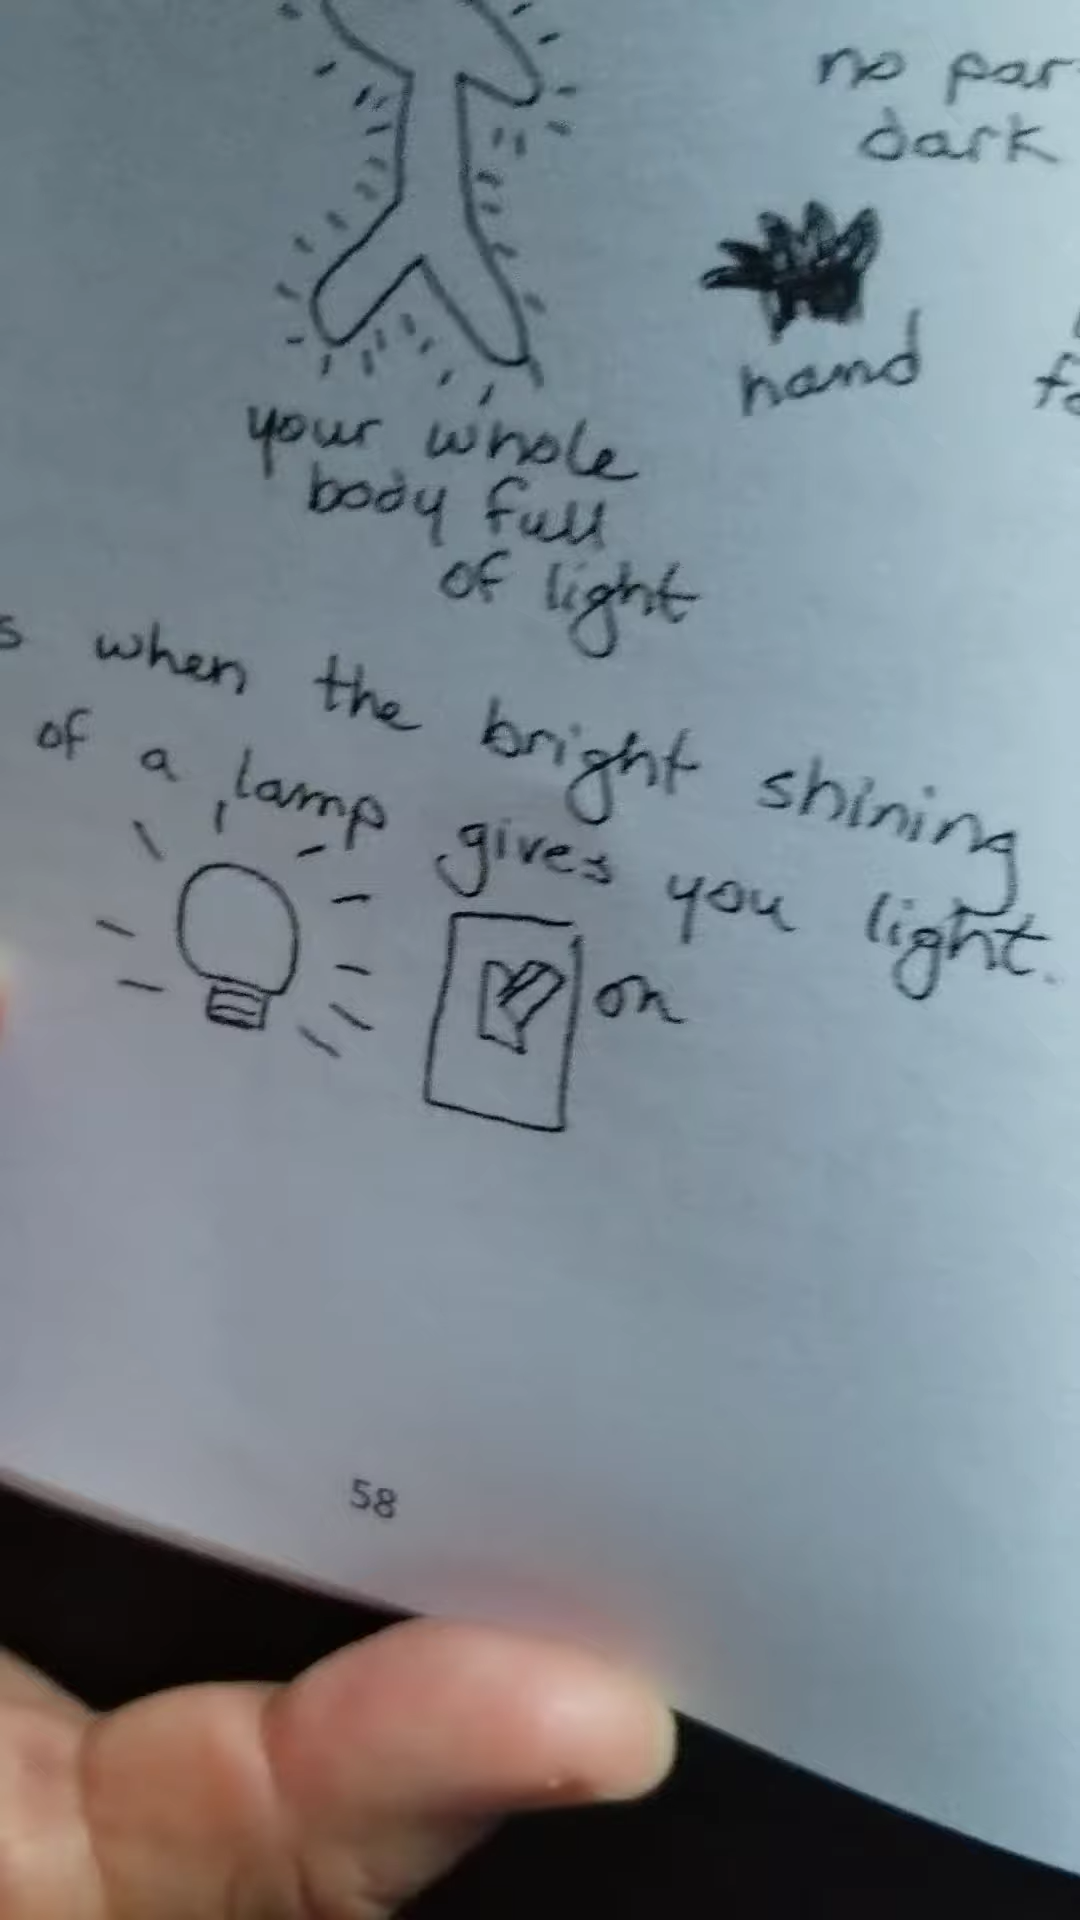 no par
dark
hand
your whole
body full
of light
s when the bright shining
of a lamp gives you light.
on
58